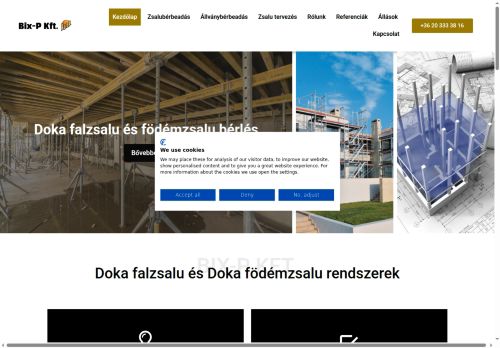 Bix-P Kft.
Kezdőlap
Zsalubérbeadás
Állványbérbeadás
Zsalu tervezés
Rólunk
Referenciák
Állások
Kapcsolat
+36 20 333 38 16
Doka falzsalu és födémzsalu bérlés
Bővebb
We use cookies
We may place these for analysis of our visitor data, to improve our website,
show personalised content and to give you a great website experience. For
more information about the cookies we use open the settings.
Accept all
Deny
No, adjust
BIX-P KFT
Doka falzsalu és Doka födémzsalu rendszerek